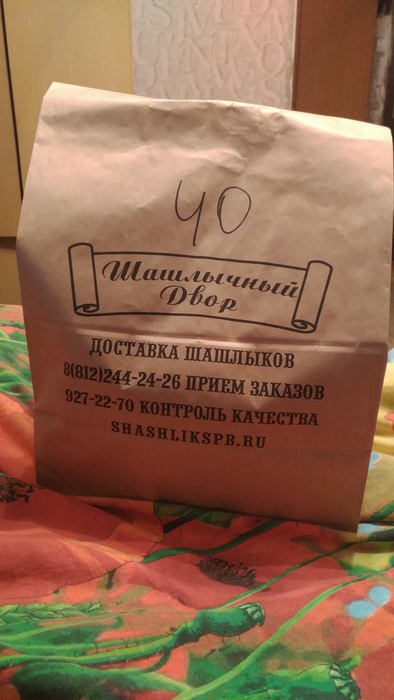 40
Шашлычный
Двор
ДОСТАВКА ШАШЛЫКОВ
8(812)244-24-26 ПРИЕМ ЗАКАЗОВ
927-22-70 КОНТРОЛЬ КАЧЕСТВА
SHASHLIKSPB.RU